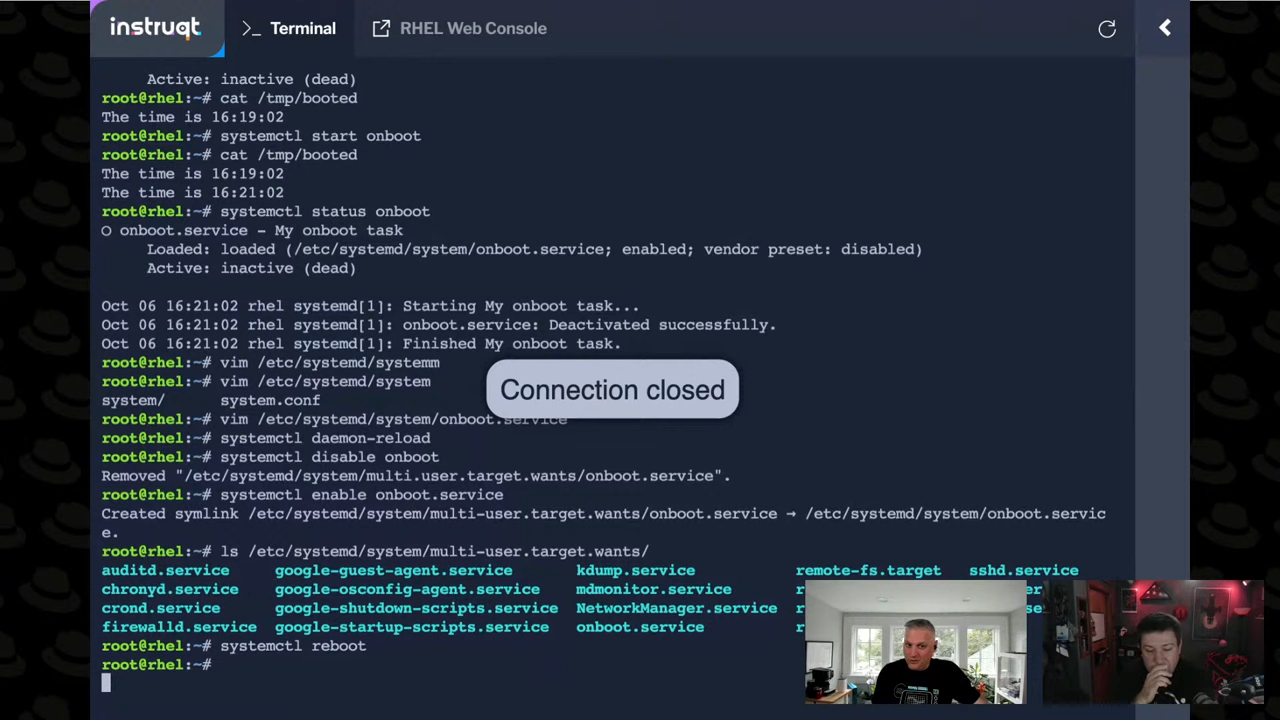 instruqt
>_ Terminal
RHEL Web Console
Active: inactive (dead)
root@rhel:~# cat /tmp/booted
The time is 16:19:02
root@rhel:~# systemctl start onboot
root@rhel:~# cat /tmp/booted
The time is 16:19:02
The time is 16:21:02
root@rhel:~# systemctl status onboot
○ onboot.service - My onboot task
Loaded: loaded (/etc/systemd/system/onboot.service; enabled; vendor preset: disabled)
Active: inactive (dead)
Oct 06 16:21:02 rhel systemd[1]: Starting My onboot task...
Oct 06 16:21:02 rhel systemd[1]: onboot.service: Deactivated successfully.
Oct 06 16:21:02 rhel systemd[1]: Finished My onboot task.
root@rhel:~# vim /etc/systemd/systemm
root@rhel:~# vim /etc/systemd/system
system/ system.conf
Connection closed
root@rhel:~# vim /etc/systemd/system/onboot.service
root@rhel:~# systemctl daemon-reload
root@rhel:~# systemctl disable onboot
Removed "/etc/systemd/system/multi.user.target.wants/onboot.service".
root@rhel:~# systemctl enable onboot.service
Created symlink /etc/systemd/system/multi-user.target.wants/onboot.service → /etc/systemd/system/onboot.servic
e.
root@rhel:~# ls /etc/systemd/system/multi-user.target.wants/
auditd.service google-guest-agent.service kdump.service remote-fs.target sshd.service
chronyd.service google-osconfig-agent.service mdmonitor.service
crond.service google-shutdown-scripts.service NetworkManager.service
firewalld.service google-startup-scripts.service onboot.service
root@rhel:~# systemctl reboot
root@rhel:~#